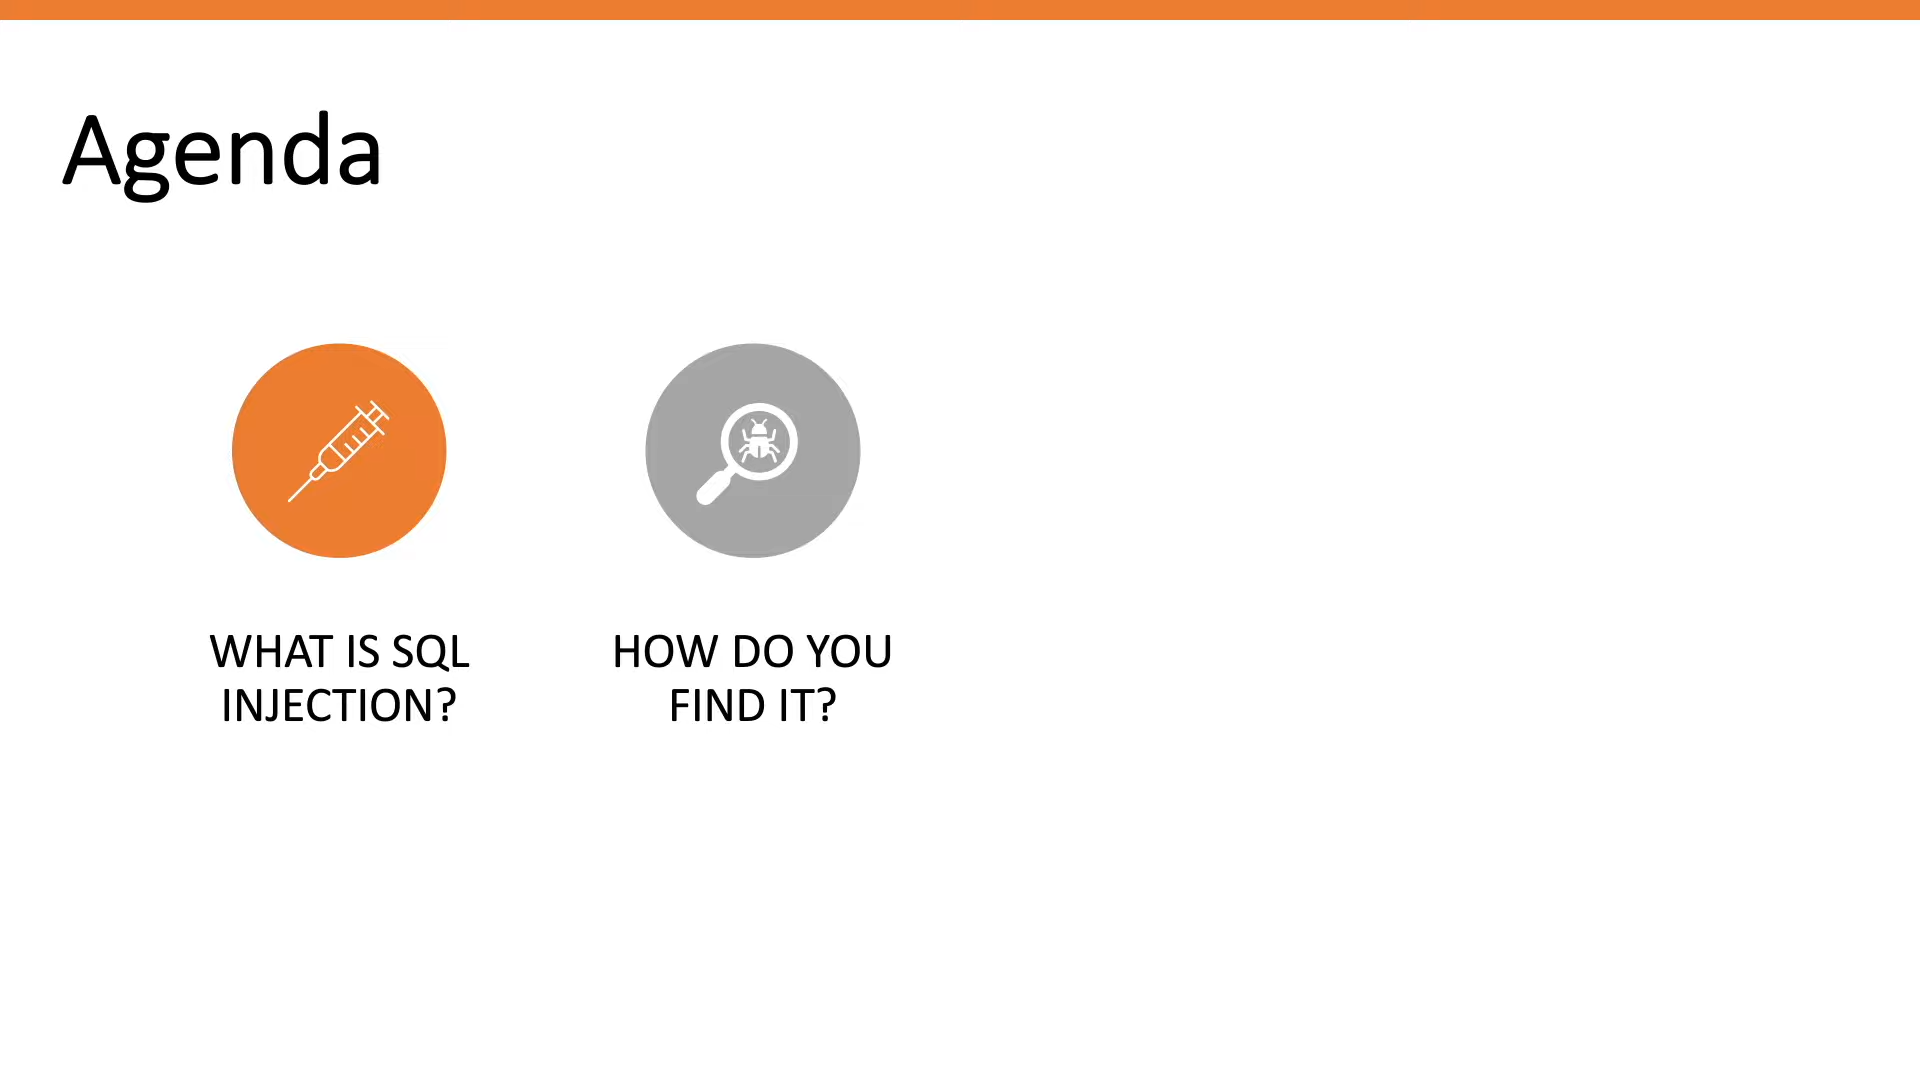 Agenda
WHAT IS SQL
INJECTION?
HOW DO YOU
FIND IT?